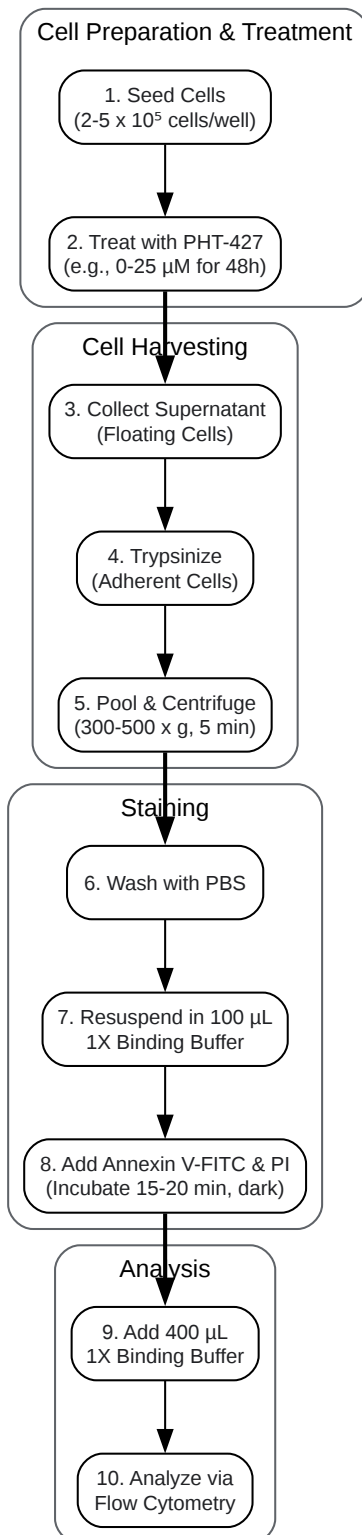 Cell Preparation & Treatment
1. Seed Cells
(2-5 x 10⁵ cells/well)
2. Treat with PHT-427
(e.g., 0-25 µM for 48h)
Cell Harvesting
3. Collect Supernatant
(Floating Cells)
4. Trypsinize
(Adherent Cells)
5. Pool & Centrifuge
(300-500 x g, 5 min)
Staining
6. Wash with PBS
7. Resuspend in 100 µL
1X Binding Buffer
8. Add Annexin V-FITC & PI
(Incubate 15-20 min, dark)
Analysis
9. Add 400 µL
1X Binding Buffer
10. Analyze via
Flow Cytometry